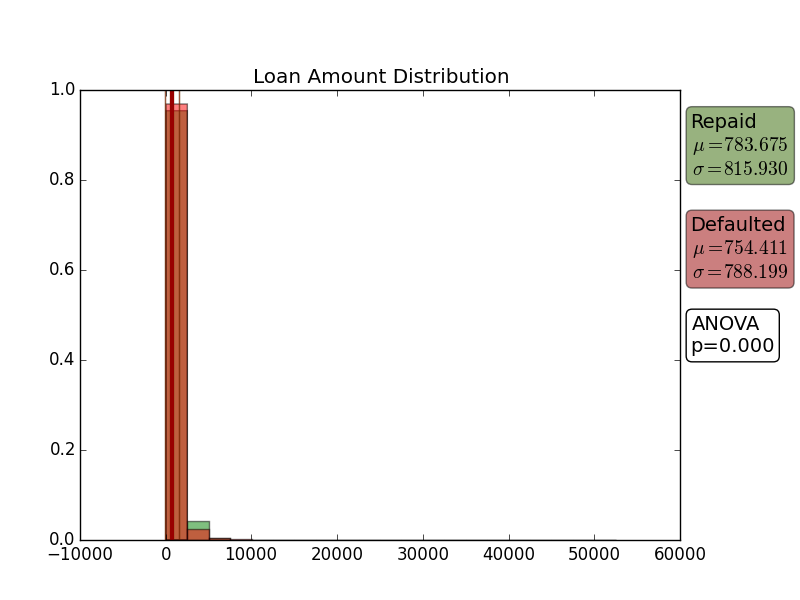 Loan Amount Distribution
1.0
0.8
0.6
0.4
0.2
0.0
−10000 0 10000 20000 30000 40000 50000 60000
Repaid
μ=783.675
σ=815.930
Defaulted
μ=754.411
σ=788.199
ANOVA
p=0.000